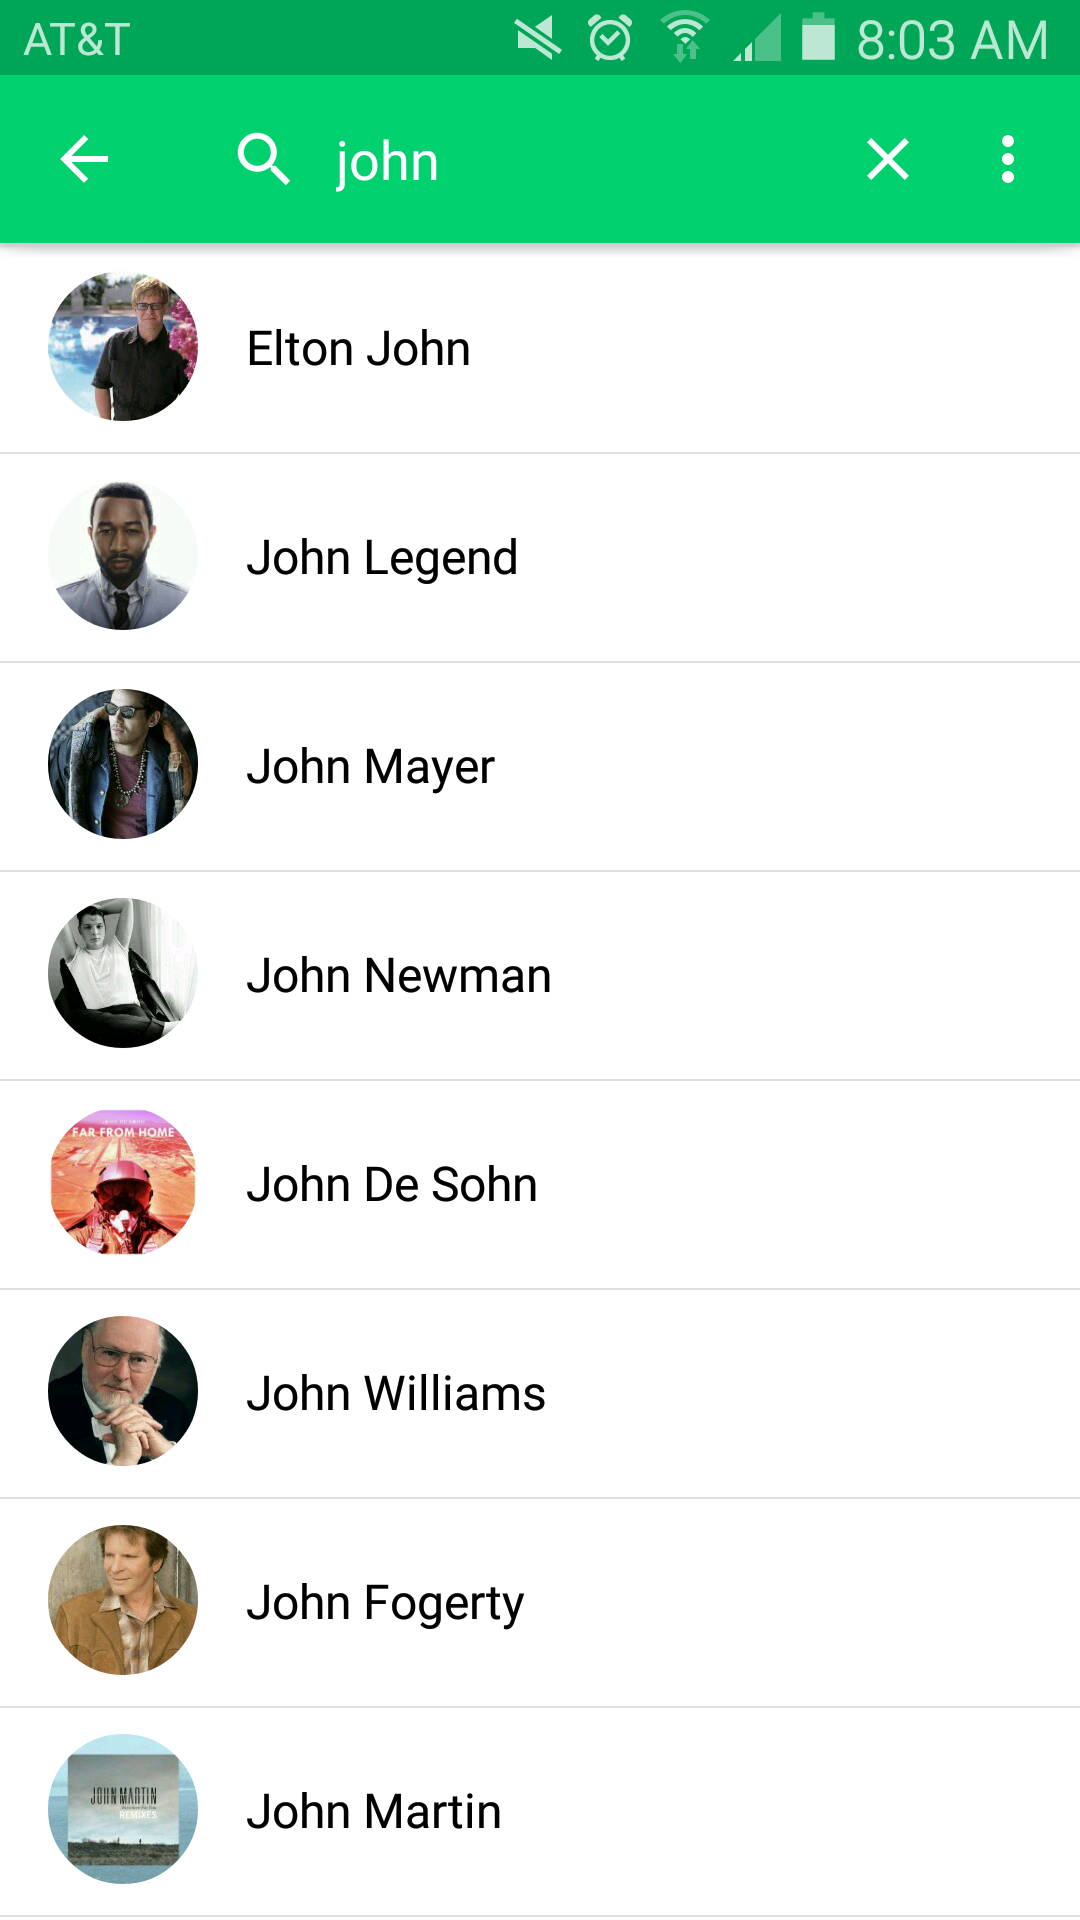 AT&T 8:03 AM
john
Elton John
John Legend
John Mayer
John Newman
FAR FROM HOME
John De Sohn
John Williams
John Fogerty
JOHN MARTIN
REMIXES
John Martin